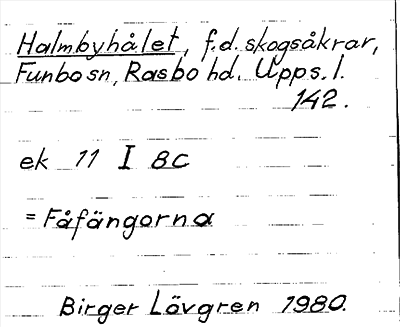 Halmbyhålet, f.d. skogsåkrar,
Funbo sn, Rasbo hd. Upps. l.
142.
ek 11 I 8c
= Fåfängorna
Birger Lövgren 1980.